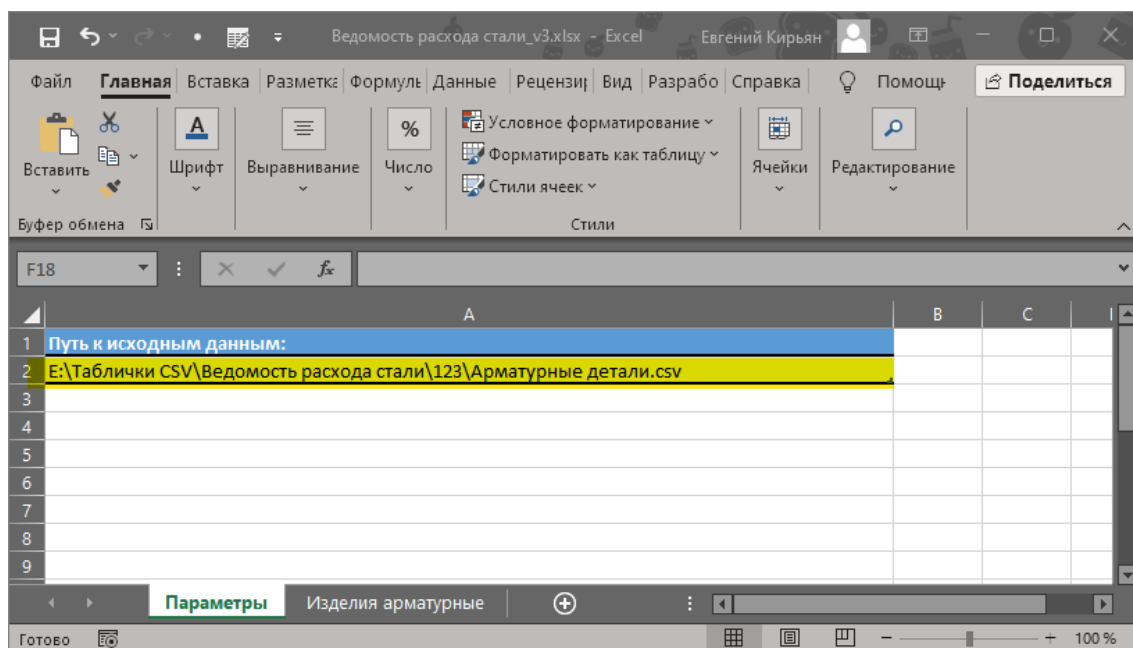 Ведомость расхода стали_v3.xlsx - Excel
Евгений Кирьян
Файл Главная Вставка Разметка Формулы Данные Рецензир Вид Разрабо Справка Помощь Поделиться
Вставить
Шрифт
Выравнивание
%
Число
Условное форматирование
Форматировать как таблицу
Стили ячеек
Ячейки
Редактирование
Буфер обмена
Стили
F18
fx
A B C
1 Путь к исходным данным:
2 E:\Таблички CSV\Ведомость расхода стали\123\Арматурные детали.csv
3
4
5
6
7
8
9
Параметры Изделия арматурные
Готово
100 %